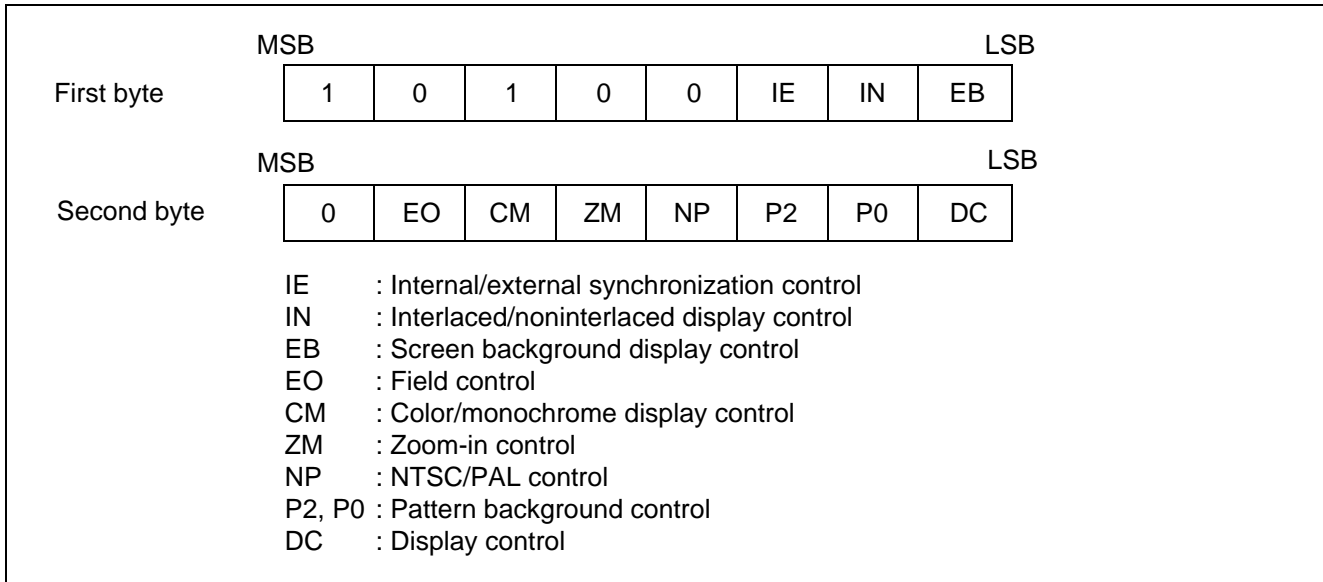 MSB LSB
First byte 1 0 1 0 0 IE IN EB
MSB LSB
Second byte 0 EO CM ZM NP P2 P0 DC
IE : Internal/external synchronization control
IN : Interlaced/noninterlaced display control
EB : Screen background display control
EO : Field control
CM : Color/monochrome display control
ZM : Zoom-in control
NP : NTSC/PAL control
P2, P0 : Pattern background control
DC : Display control